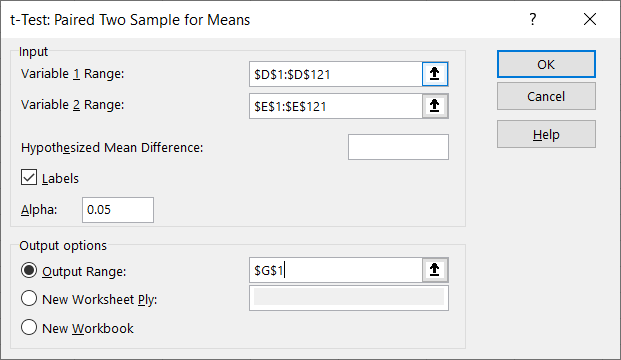 t-Test: Paired Two Sample for Means
?
Input
Variable 1 Range: $D$1:$D$121
Variable 2 Range: $E$1:$E$121
Hypothesized Mean Difference:
Labels
Alpha: 0.05
Output options
Output Range: $G$1
New Worksheet Ply:
New Workbook
OK
Cancel
Help